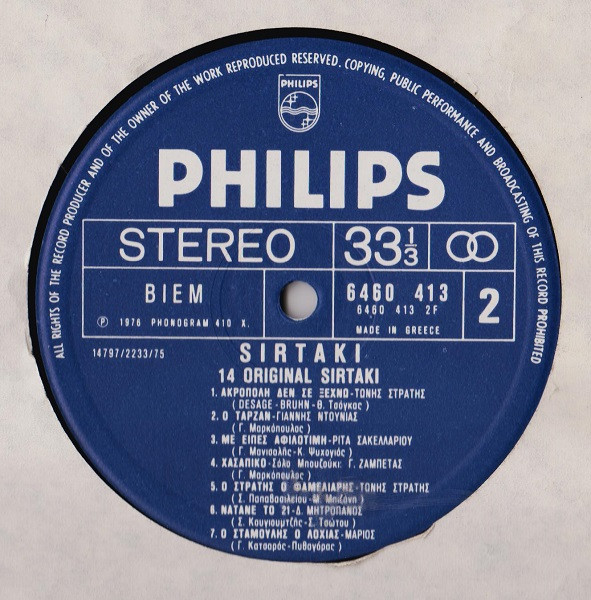 ALL RIGHTS OF THE RECORD PRODUCER AND OF THE OWNER OF THE WORK REPRODUCED RESERVED. COPYING, PUBLIC PERFORMANCE AND BROADCASTING OF THIS RECORD PROHIBITED
PHILIPS
PHILIPS
STEREO 33 1/3
BIEM 6460 413 2
6460 413 2F
℗ 1976 PHONOGRAM 410 X. MADE IN GREECE
14797/2233/75 SIRTAKI
14 ORIGINAL SIRTAKI
1. ΑΚΡΟΠΟΛΗ ΔΕΝ ΣΕ ΞΕΧΝΩ-ΤΟΝΗΣ ΣΤΡΑΤΗΣ
(DESAGE-BRUHN-Θ. Τσόγκας)
2. Ο ΤΑΡΖΑΝ-ΓΙΑΝΝΗΣ ΝΤΟΥΝΙΑΣ
(Γ. Μαρκόπουλος)
3. ΜΕ ΕΙΠΕΣ ΑΦΙΛΟΤΙΜΗ-ΡΙΤΑ ΣΑΚΕΛΛΑΡΙΟΥ
(Γ. Μανισαλής-Κ. Ψυχογιός)
4. ΧΑΣΑΠΙΚΟ-Σόλο Μπουζούκι: Γ. ΖΑΜΠΕΤΑΣ
(Γ. Μαρκόπουλος)
5. Ο ΣΤΡΑΤΗΣ Ο ΦΑΜΕΛΙΑΡΗΣ-ΤΟΝΗΣ ΣΤΡΑΤΗΣ
(Σ. Παπαβασιλείου-Μ. Μπιζάνη)
6. ΝΑΤΑΝΕ ΤΟ 21-Δ. ΜΗΤΡΟΠΑΝΟΣ
(Σ. Κουγιουμτζής-Σ. Τσώτου)
7. Ο ΣΤΑΜΟΥΛΗΣ Ο ΛΟΧΙΑΣ-ΜΑΡΙΟΣ
(Γ. Κατσαρός-Πυθαγόρας)